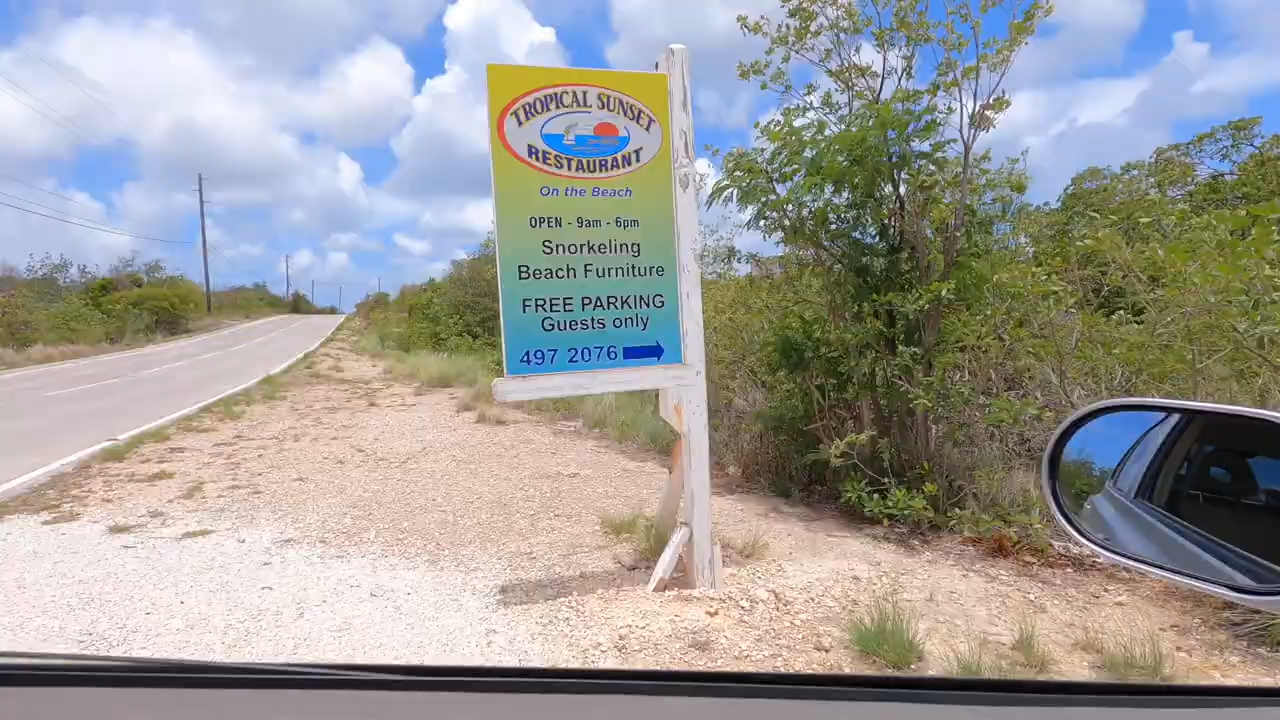 TROPICAL SUNSET
RESTAURANT
On the Beach
OPEN - 9am - 6pm
Snorkeling
Beach Furniture
FREE PARKING
Guests only
497 2076